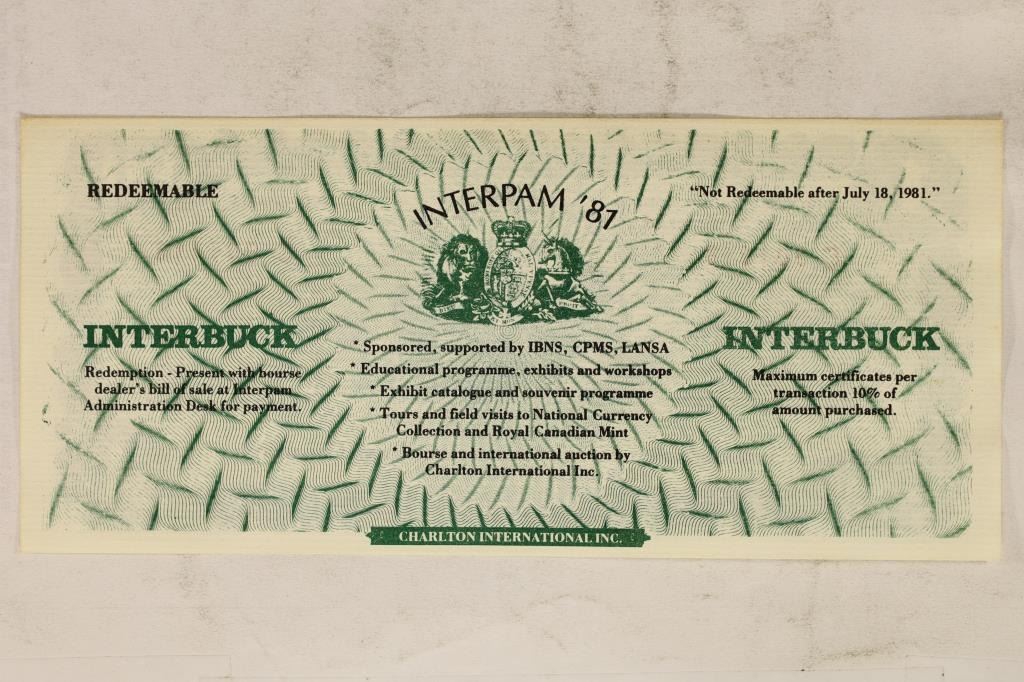 REDEEMABLE
INTERPAM '81
“Not Redeemable after July 18, 1981.”
INTERBUCK
Redemption - Present with bourse
dealer's bill of sale at Interpam
Administration Desk for payment.
* Sponsored, supported by IBNS, CPMS, LANSA
* Educational programme, exhibits and workshops
* Exhibit catalogue and souvenir programme
* Tours and field visits to National Currency
Collection and Royal Canadian Mint
* Bourse and international auction by
Charlton International Inc.
INTERBUCK
Maximum certificates per
transaction 10% of
amount purchased.
CHARLTON INTERNATIONAL INC.